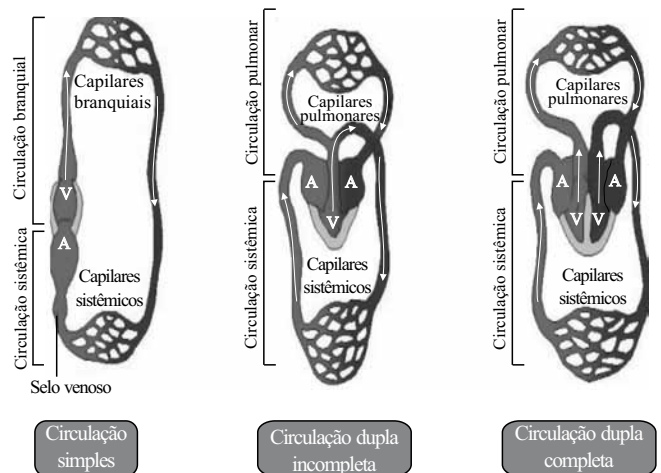 Circulação branquial
Circulação sistêmica
Capilares
branquiais
V
A
Capilares
sistêmicos
Selo venoso
Circulação
simples
Circulação pulmonar
Circulação sistêmica
Capilares
pulmonares
A
A
V
Capilares
sistêmicos
Circulação dupla
incompleta
Circulação pulmonar
Circulação sistêmica
Capilares
pulmonares
A
A
V
V
Capilares
sistêmicos
Circulação dupla
completa